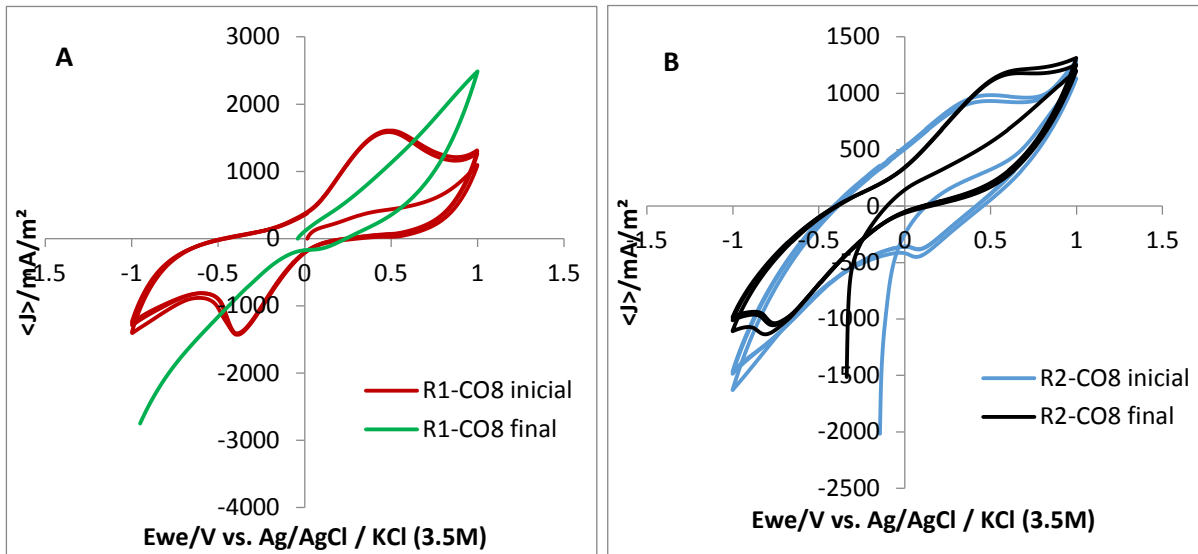 A
3000
2000
1000
0
-1000
-2000
-3000
-4000
1.5 -1 -0.5 0 0.5 1 1.5
<J>/mA/m²
Ewe/V vs. Ag/AgCl / KCl (3.5M)
R1-CO8 inicial
R1-CO8 final
B
1500
1000
500
0
-500
-1000
-1500
-2000
-2500
1.5 -1 -0.5 0 0.5 1 1.5
<J>/mA/m²
Ewe/V vs. Ag/AgCl / KCl (3.5M)
R2-CO8 inicial
R2-CO8 final